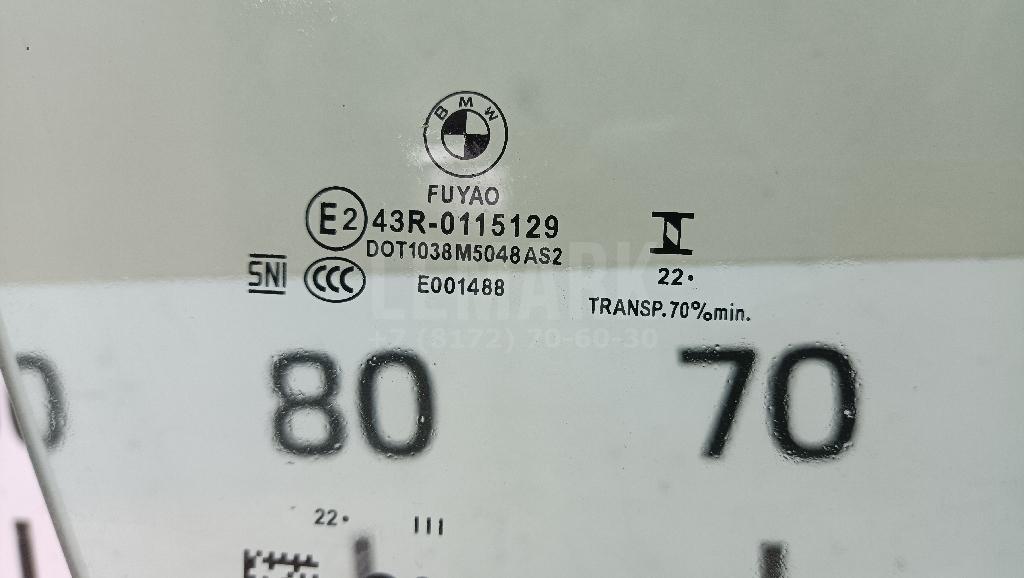 BMW
FUYAO
E2 43R-0115129
DOT1038M5048AS2
SNI CCC E001488
22.
TRANSP.70%min.
LEMARK
+7 (8172) 70-60-30
80 70
22. III